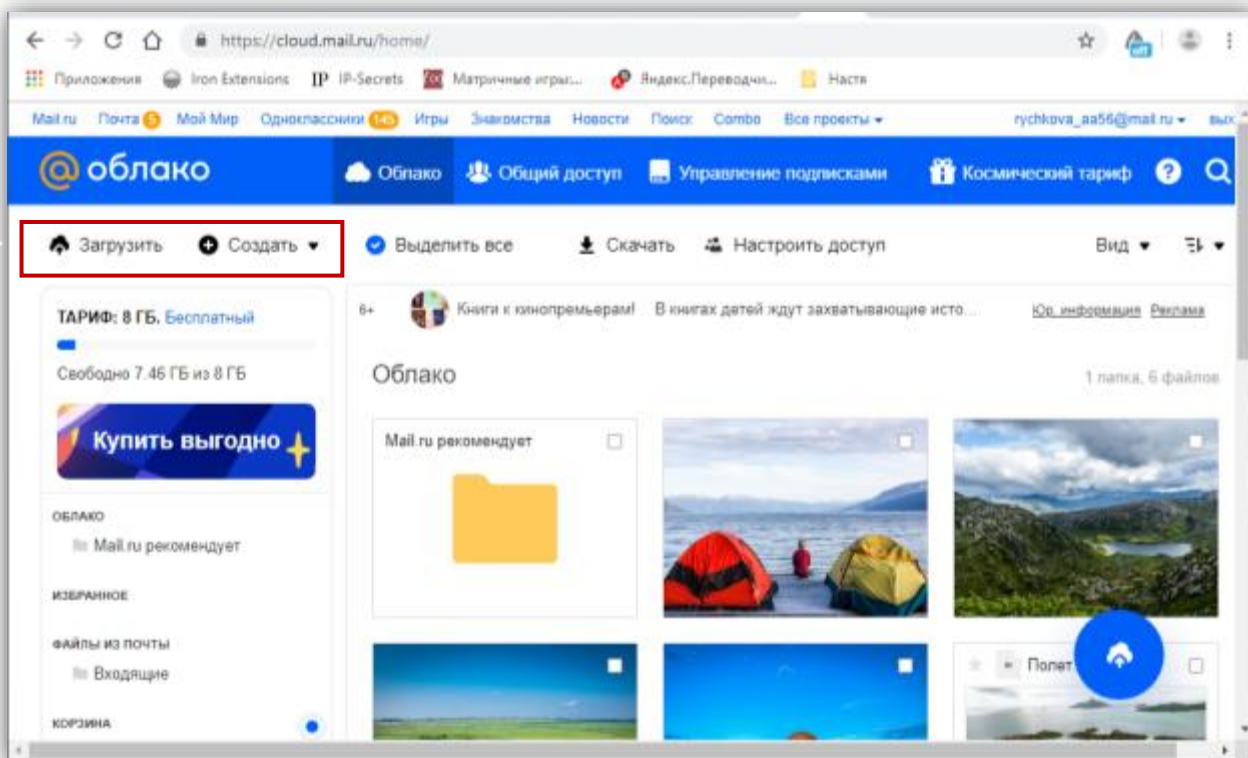 https://cloud.mail.ru/home/
Приложения Iron Extensions IP IP-Secrets Матричные игры:... Яндекс.Переводчи... Настя
Mail.ru Почта 5 Мой Мир Одноклассники 145 Игры Знакомства Новости Поиск Combo Все проекты rychkova_aa56@mail.ru вых
облако Облако Общий доступ Управление подписками Космический тариф ?
Загрузить Создать Выделить все Скачать Настроить доступ Вид
ТАРИФ: 8 ГБ. Бесплатный
Свободно 7.46 ГБ из 8 ГБ
Купить выгодно
ОБЛАКО
Mail.ru рекомендует
ИЗБРАННОЕ
ФАЙЛЫ ИЗ ПОЧТЫ
Входящие
КОРЗИНА
6+ Книги к кинопремьерам! В книгах детей ждут захватывающие исто... Юр. информация Реклама
Облако 1 папка, 6 файлов
Mail.ru рекомендует
Полет